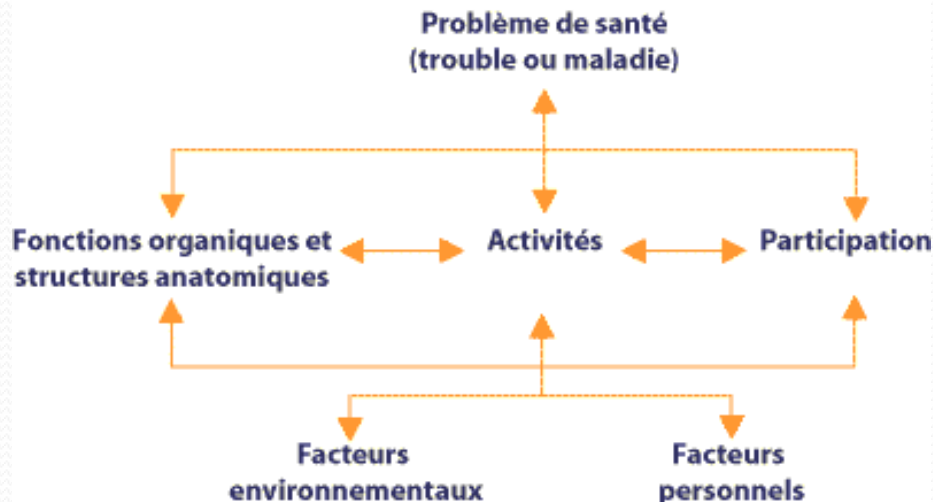 Problème de santé
(trouble ou maladie)
Fonctions organiques et
structures anatomiques
Activités
Participation
Facteurs
environnementaux
Facteurs
personnels